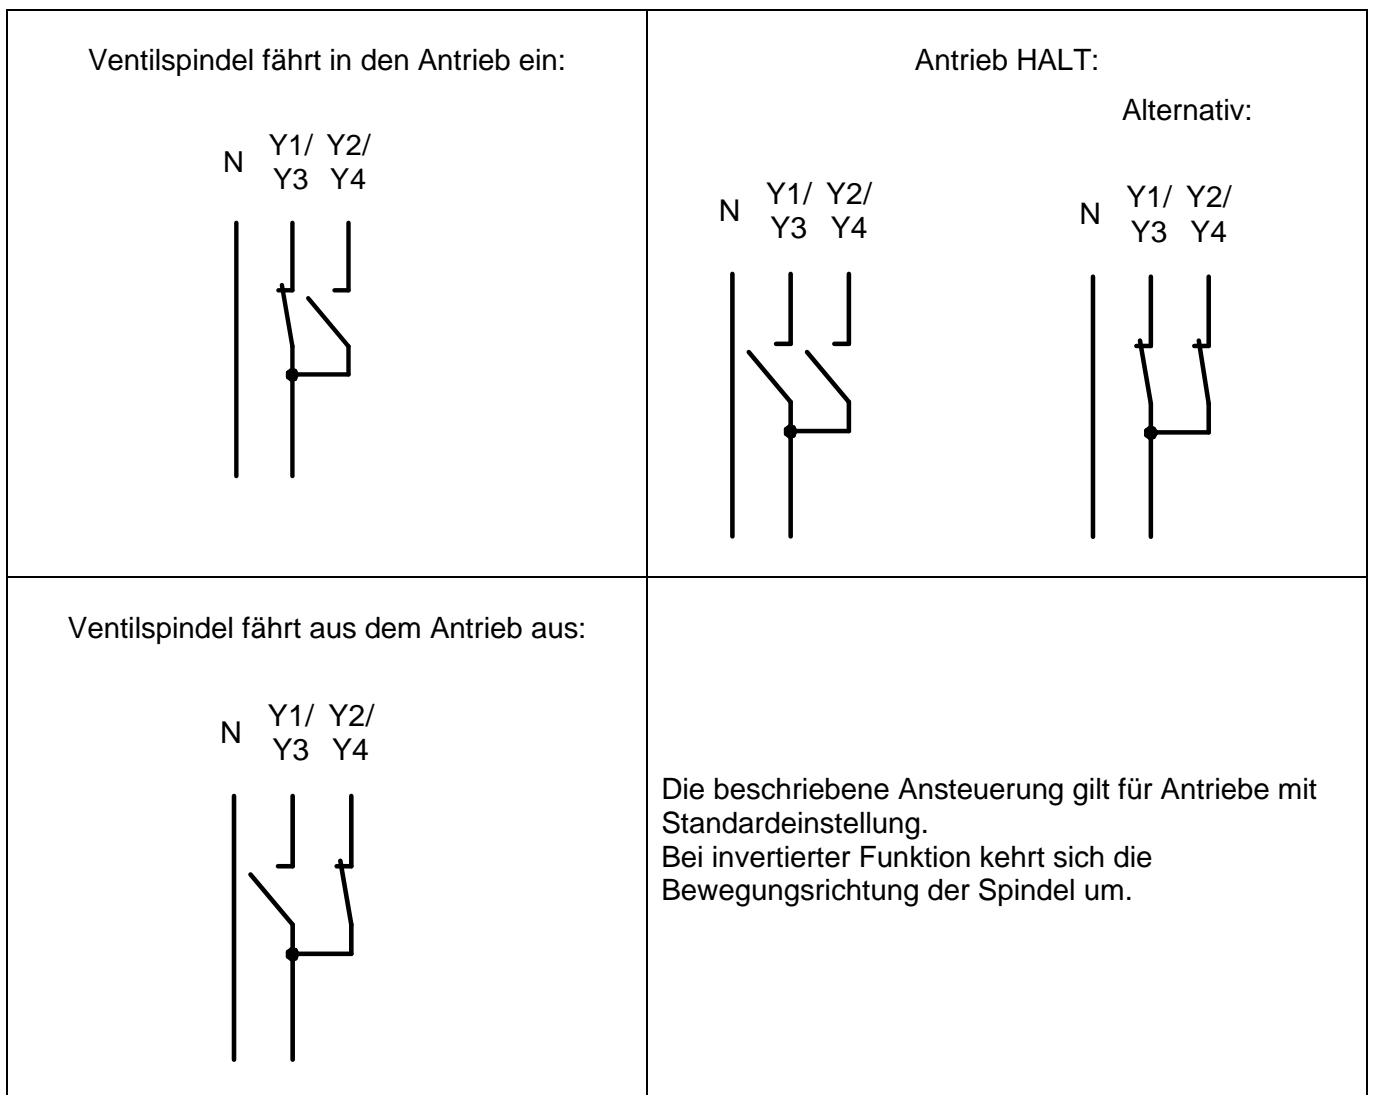 Ventilspindel fährt in den Antrieb ein:
N Y1/ Y2/
Y3 Y4
Antrieb HALT:
Alternativ:
N Y1/ Y2/
Y3 Y4
N Y1/ Y2/
Y3 Y4
Ventilspindel fährt aus dem Antrieb aus:
N Y1/ Y2/
Y3 Y4
Die beschriebene Ansteuerung gilt für Antriebe mit
Standardeinstellung.
Bei invertierter Funktion kehrt sich die
Bewegungsrichtung der Spindel um.